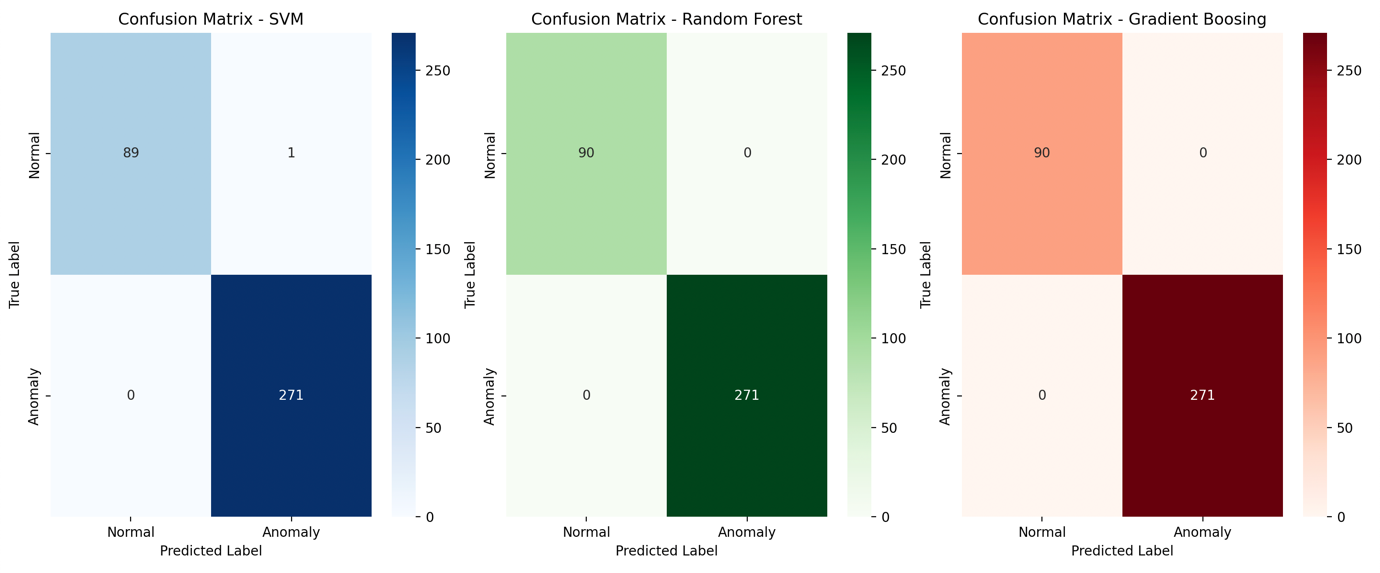 Confusion Matrix - SVM
True Label
Normal
Anomaly
89
1
0
271
Normal
Anomaly
Predicted Label
250
200
150
100
50
0
Confusion Matrix - Random Forest
True Label
Normal
Anomaly
90
0
0
271
Normal
Anomaly
Predicted Label
250
200
150
100
50
0
Confusion Matrix - Gradient Boosing
True Label
Normal
Anomaly
90
0
0
271
Normal
Anomaly
Predicted Label
250
200
150
100
50
0